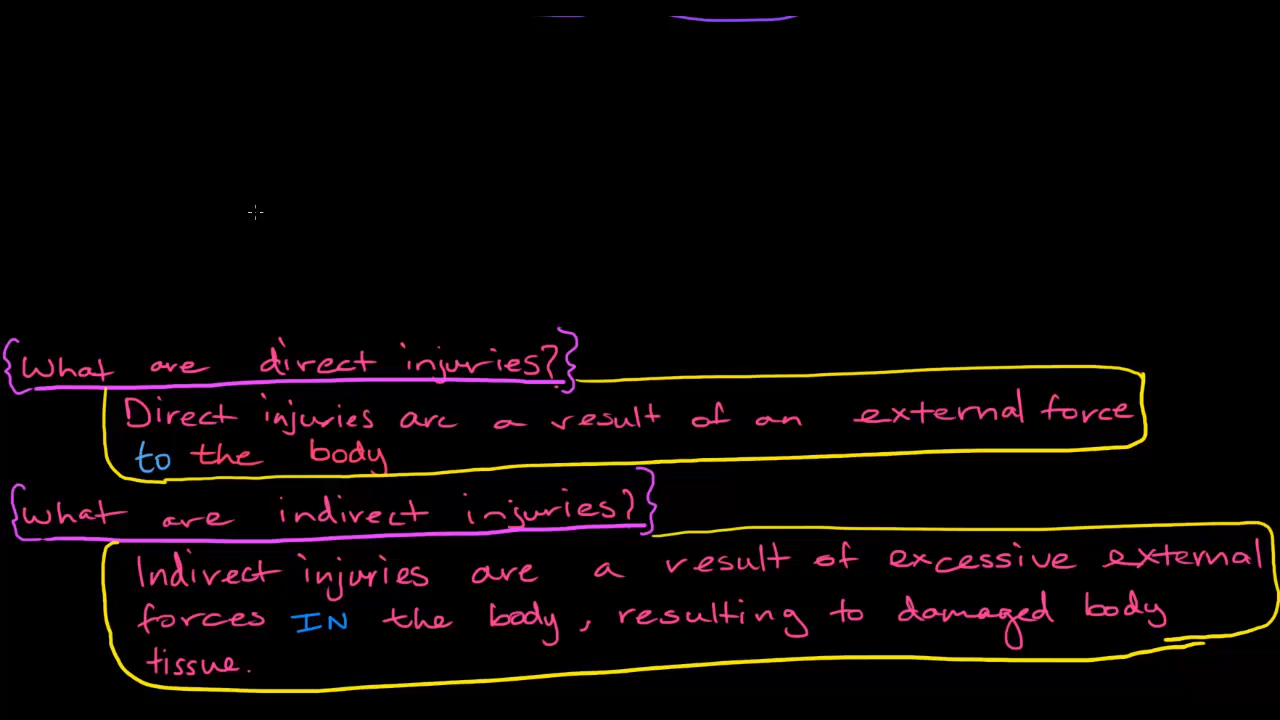 {What are direct injuries?}
Direct injuries are a result of an external force
to the body
{What are indirect injuries?}
Indirect injuries are a result of excessive external
forces IN the body, resulting to damaged body
tissue.